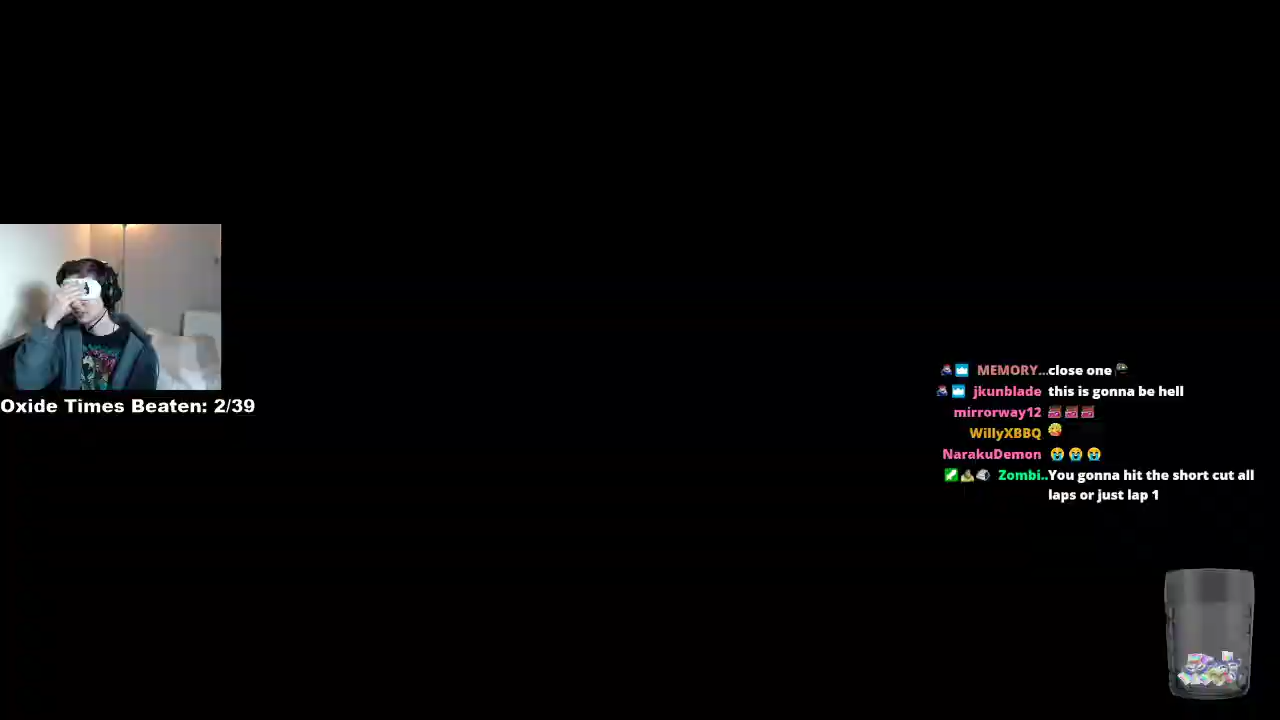 MEMORY...close one
jkunblade this is gonna be hell
mirrorway12
Oxide Times Beaten: 2/39
WillyXBBQ
NarakuDemon
Zombi..You gonna hit the short cut all
laps or just lap 1